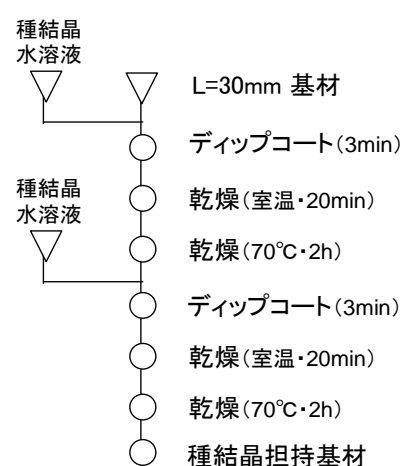 種結晶
水溶液
L=30mm 基材
ディップコート(3min)
種結晶
水溶液
乾燥(室温・20min)
乾燥(70℃・2h)
ディップコート(3min)
乾燥(室温・20min)
乾燥(70℃・2h)
種結晶担持基材